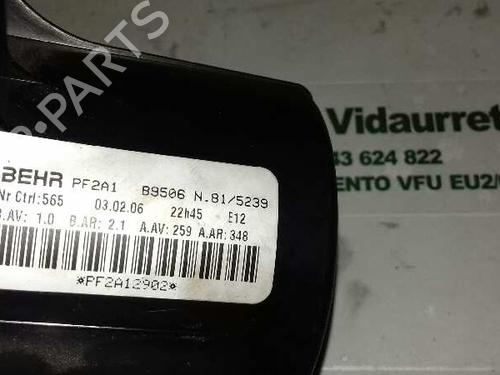 B-PARTS
BEHR PF2A1 B9506 N.81/5239
Nr Ctrl:565 03.02.06 22h45 E12
B.AV: 1.0 B.AR: 2.1 A.AV: 259 A.AR: 348
*PF2A12902*
Vidaurret
43 624 822
ENTO VFU EU2/